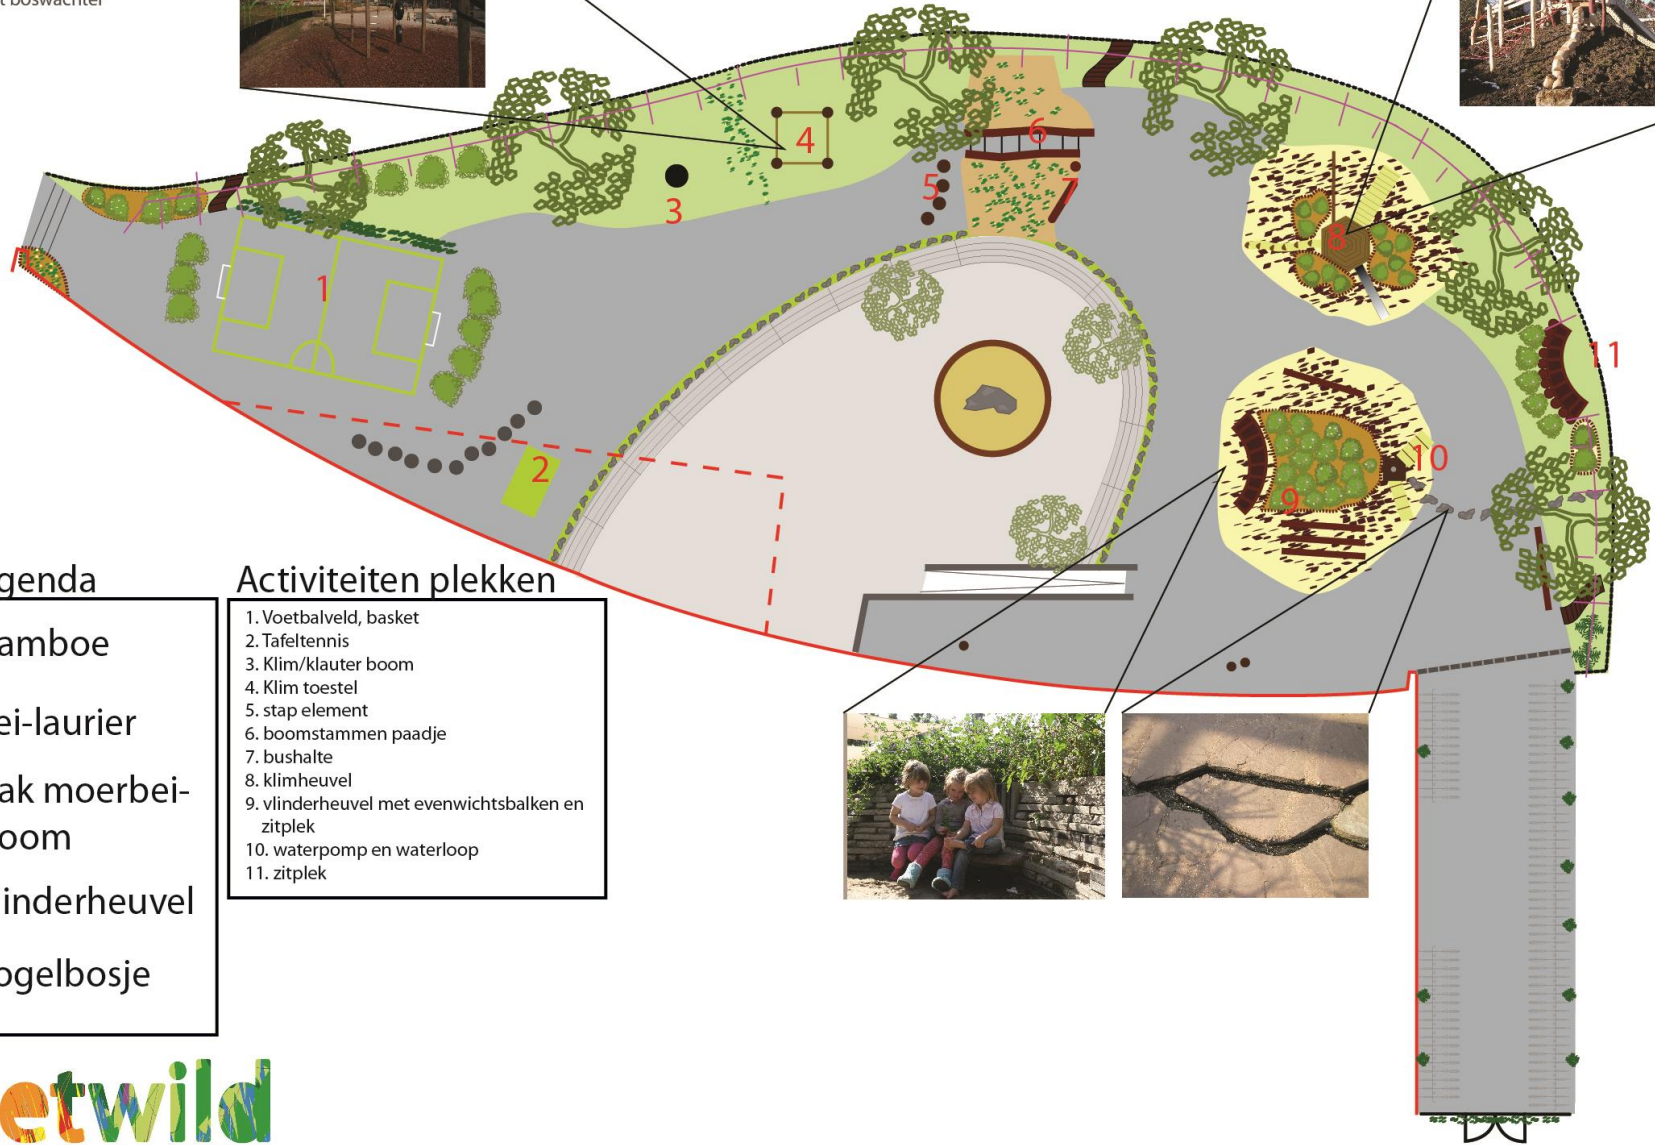 t boswachter
4
6
5
7
3
8
1
11
10
2
9
genda
amboe
ei-laurier
ak moerbei-
oom
inderheuvel
ogelbosje
Activiteiten plekken
1. Voetbalveld, basket
2. Tafeltennis
3. Klim/klauter boom
4. Klim toestel
5. stap element
6. boomstammen paadje
7. bushalte
8. klimheuvel
9. vlinderheuvel met evenwichtsbalken en
zitplek
10. waterpomp en waterloop
11. zitplek
etwild